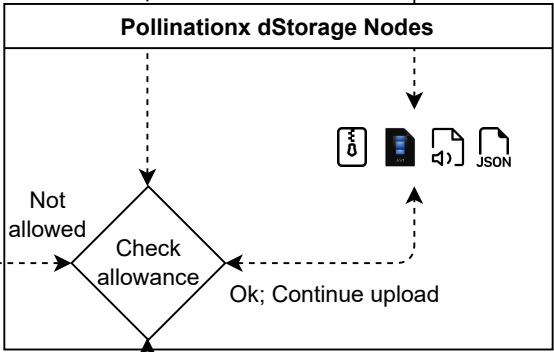 Pollinationx dStorage Nodes
JSON
Not
allowed
Check
allowance
Ok; Continue upload